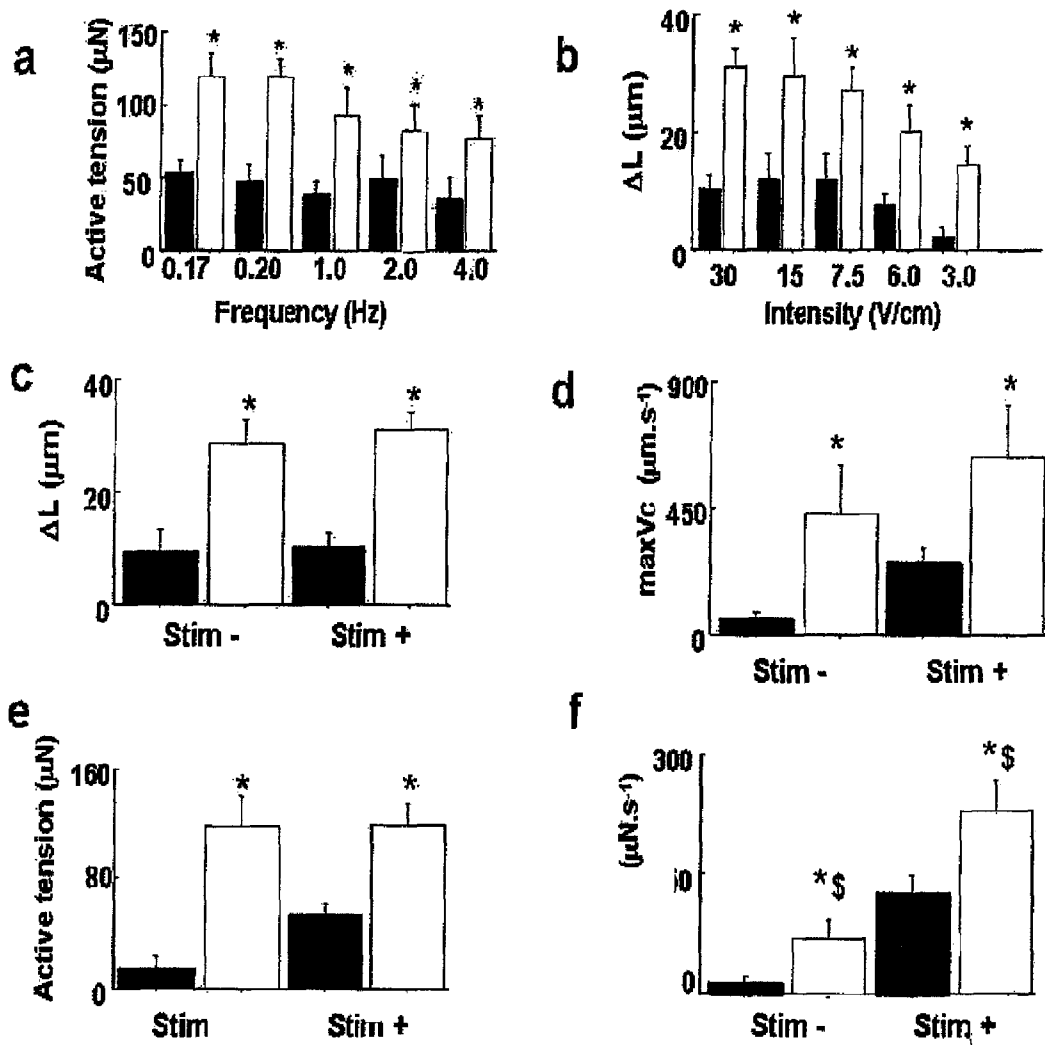 a
Active tension (µN)
150
100
50
0
* * * * *
0.17 0.20 1.0 2.0 4.0
Frequency (Hz)
b
ΔL (µm)
40
20
0
* * * * *
30 15 7.5 6.0 3.0
Intensity (V/cm)
c
ΔL (µm)
40
20
0
* *
Stim - Stim +
d
maxVc (µm.s-1)
900
450
0
* *
Stim - Stim +
e
Active tension (µN)
160
80
0
* *
Stim Stim +
f
(µN.s-1)
300
50
0
*$ *$
Stim - Stim +